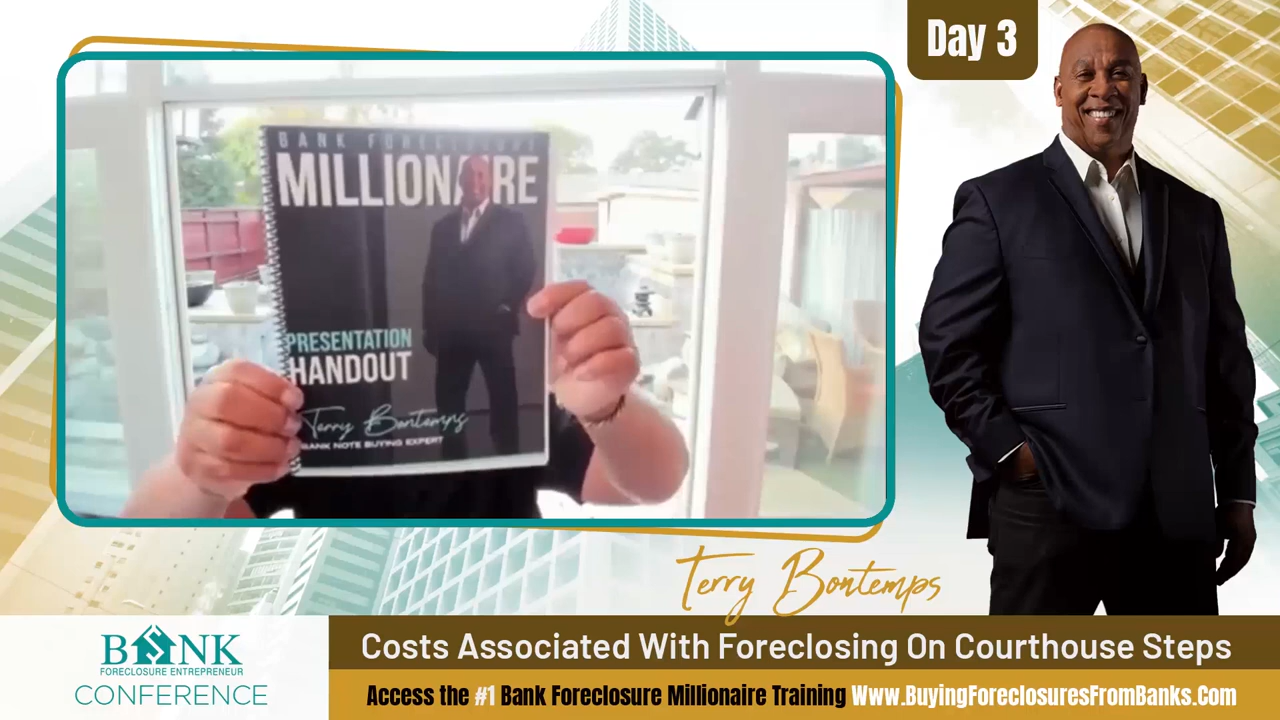 Day 3
BANK FORECLOSURE
MILLIONAIRE
PRESENTATION
HANDOUT
Terry Bontemps
BANK NOTE BUYING EXPERT
Terry Bontemps
BANK
FORECLOSURE ENTREPRENEUR
CONFERENCE
Costs Associated With Foreclosing On Courthouse Steps
Access the #1 Bank Foreclosure Millionaire Training Www.BuyingForeclosuresFromBanks.Com